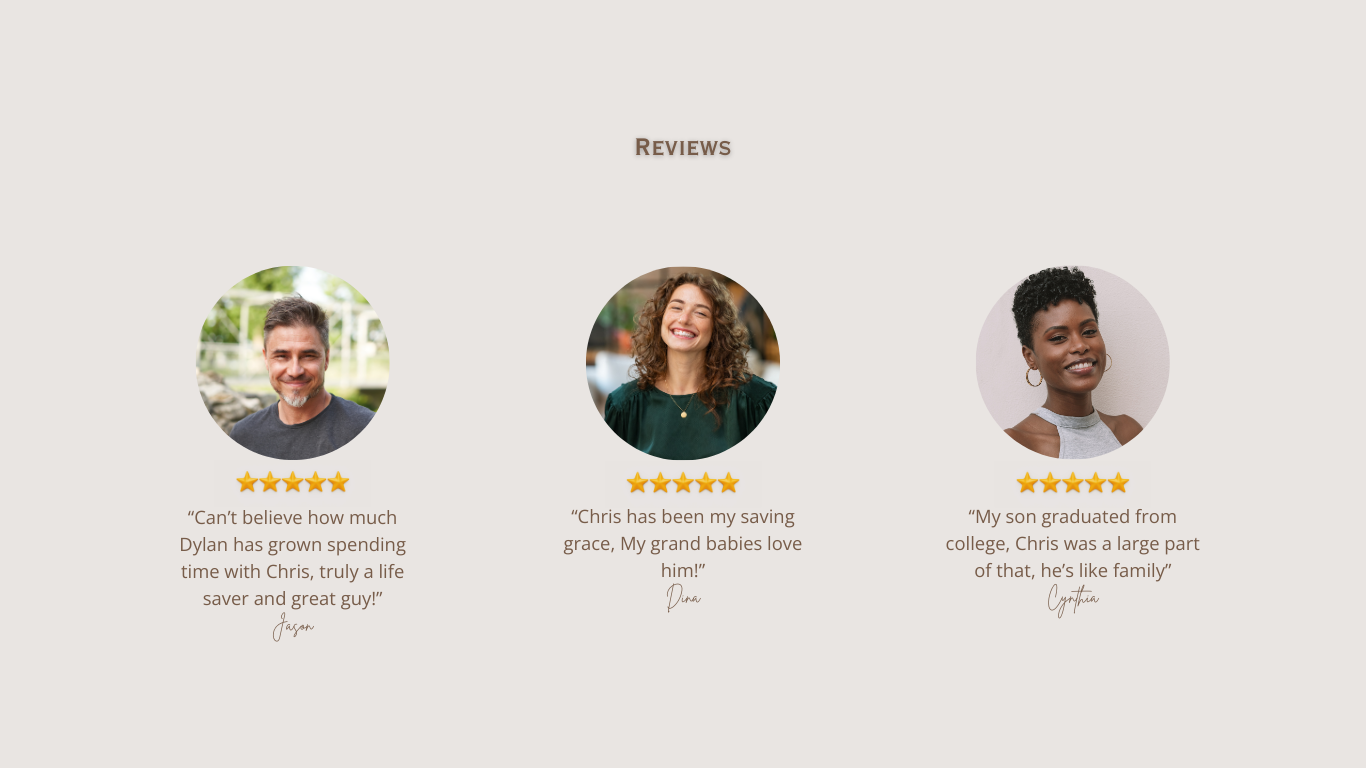 REVIEWS
“Can’t believe how much
Dylan has grown spending
time with Chris, truly a life
saver and great guy!”
Jason
“Chris has been my saving
grace, My grand babies love
him!”
Dina
“My son graduated from
college, Chris was a large part
of that, he’s like family”
Cynthia